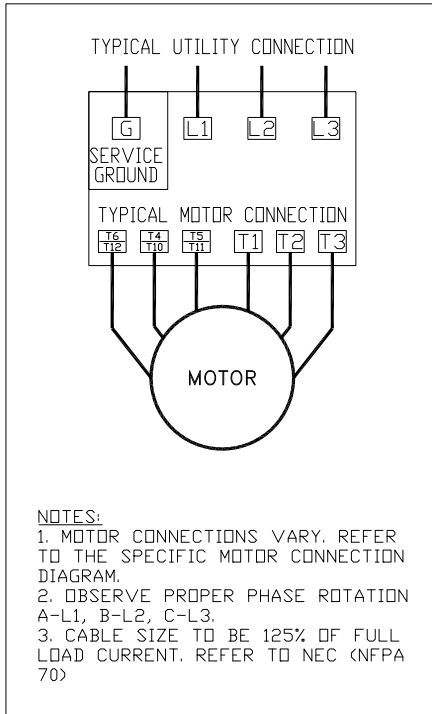 TYPICAL UTILITY CONNECTION
G L1 L2 L3
SERVICE
GROUND
TYPICAL MOTOR CONNECTION
T6 T4 T5 T1 T2 T3
T12 T10 T11
MOTOR
NOTES:
1. MOTOR CONNECTIONS VARY. REFER
TO THE SPECIFIC MOTOR CONNECTION
DIAGRAM.
2. OBSERVE PROPER PHASE ROTATION
A-L1, B-L2, C-L3.
3. CABLE SIZE TO BE 125% OF FULL
LOAD CURRENT. REFER TO NEC (NFPA
70)